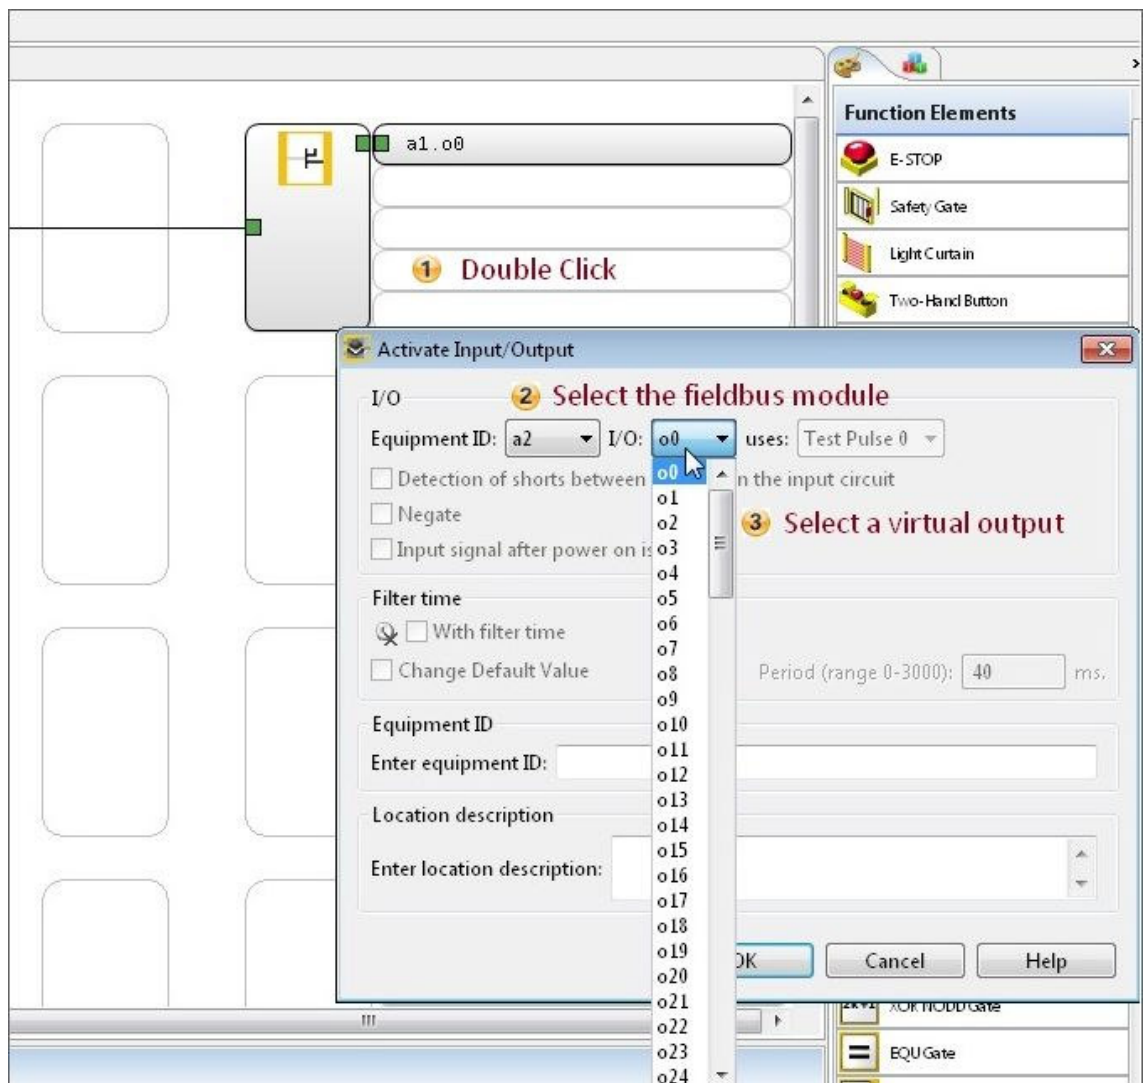 Function Elements
a1.o0
E-STOP
Safety Gate
Light Curtain
1 Double Click
Two-Hand Button
Activate Input/Output
I/O
2 Select the fieldbus module
Equipment ID: a2 I/O: o0 uses: Test Pulse 0
Detection of shorts between n the input circuit
Negate
3 Select a virtual output
Input signal after power on is
Filter time
With filter time
Change Default Value
Period (range 0-3000): 40 ms.
Equipment ID
Enter equipment ID:
Location description
Enter location description:
o0
o1
o2
o3
o4
o5
o6
o7
o8
o9
o10
o11
o12
o13
o14
o15
o16
o17
o18
o19
o20
o21
o22
o23
o24
OK Cancel Help
XOR NODD Gate
= EQU Gate